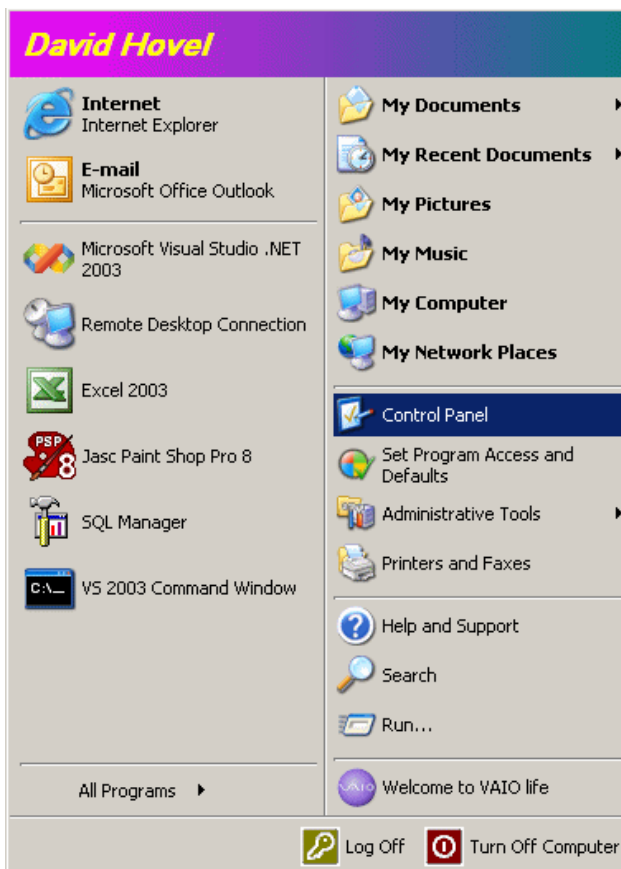 David Hovel
Internet
Internet Explorer
E-mail
Microsoft Office Outlook
Microsoft Visual Studio .NET
2003
Remote Desktop Connection
Excel 2003
PSP
8
Jasc Paint Shop Pro 8
SQL Manager
C:\_
VS 2003 Command Window
All Programs
My Documents
My Recent Documents
My Pictures
My Music
My Computer
My Network Places
Control Panel
Set Program Access and
Defaults
Administrative Tools
Printers and Faxes
Help and Support
Search
Run...
VAIO
Welcome to VAIO life
Log Off
Turn Off Computer